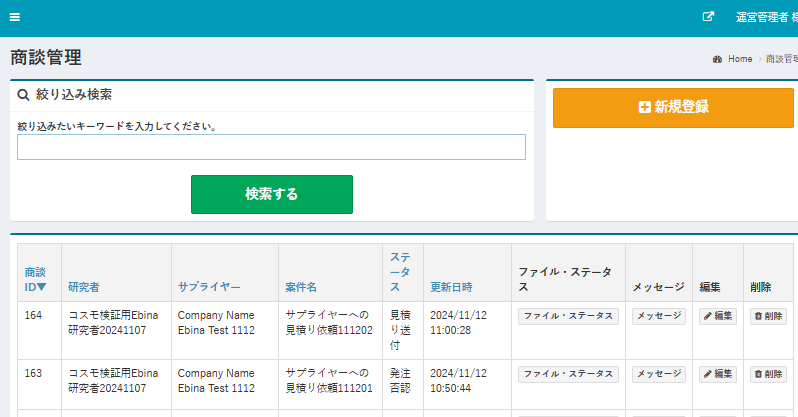 運営管理者 様
商談管理
Home > 商談管理
絞り込み検索
新規登録
絞り込みたいキーワードを入力してください。
検索する
商談ID▼ 研究者 サプライヤー 案件名 ステータス 更新日時 ファイル・ステータス メッセージ 編集 削除
164 コスモ検証用Ebina研究者20241107 Company Name Ebina Test 1112 サプライヤーへの見積り依頼111202 見積り送付 2024/11/12 11:00:28 ファイル・ステータス メッセージ 編集 削除
163 コスモ検証用Ebina研究者20241107 Company Name Ebina Test 1112 サプライヤーへの見積り依頼111201 発注否認 2024/11/12 10:50:44 ファイル・ステータス メッセージ 編集 削除